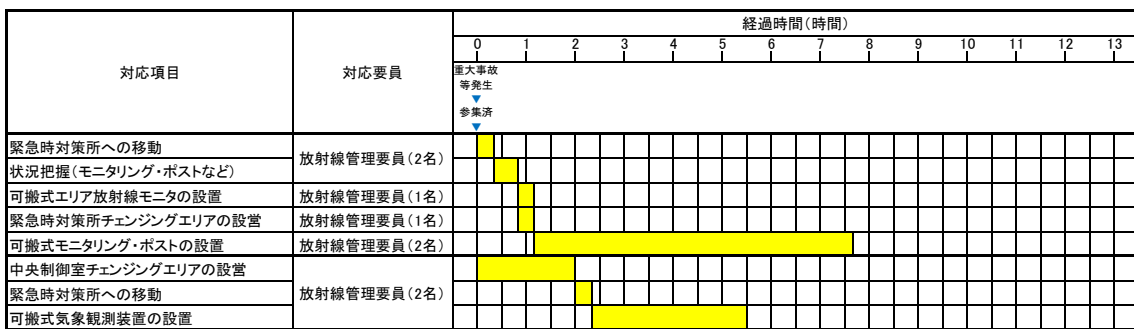 経過時間(時間)
対応項目
対応要員
0 1 2 3 4 5 6 7 8 9 10 11 12 13
重大事故
等発生
▼
参集済
▼
緊急時対策所への移動
放射線管理要員(2名)
状況把握(モニタリング・ポストなど)
可搬式エリア放射線モニタの設置 放射線管理要員(1名)
緊急時対策所チェンジングエリアの設営 放射線管理要員(1名)
可搬式モニタリング・ポストの設置 放射線管理要員(2名)
中央制御室チェンジングエリアの設営
緊急時対策所への移動 放射線管理要員(2名)
可搬式気象観測装置の設置